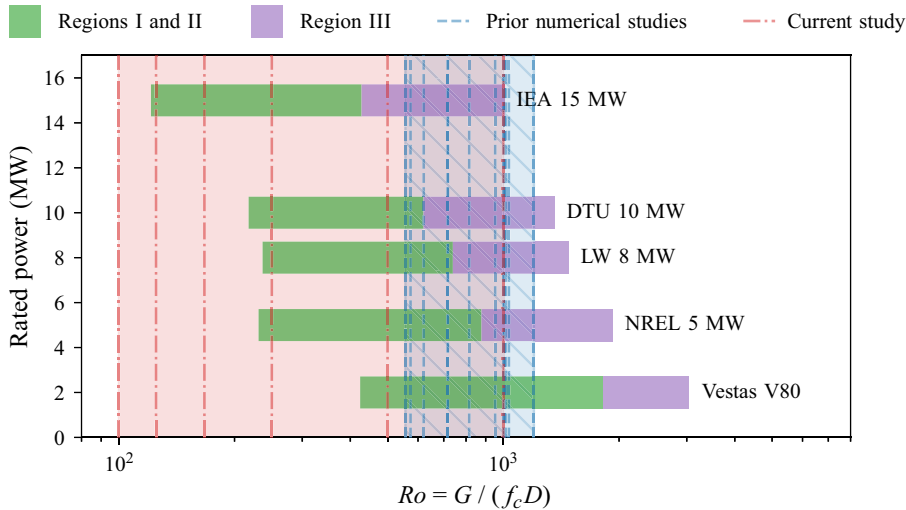 Regions I and II Region III Prior numerical studies Current study
Rated power (MW)
16
14
12
10
8
6
4
2
0
IEA 15 MW
DTU 10 MW
LW 8 MW
NREL 5 MW
Vestas V80
10² 10³
Ro = G / (f_cD)